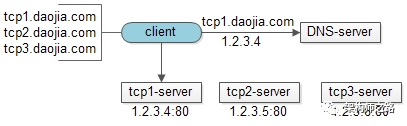 tcp1.daojia.com
tcp2.daojia.com
tcp3.daojia.com
client
tcp1.daojia.com
1.2.3.4
DNS-server
tcp1-server
tcp2-server
tcp3-server
1.2.3.4:80
1.2.3.5:80